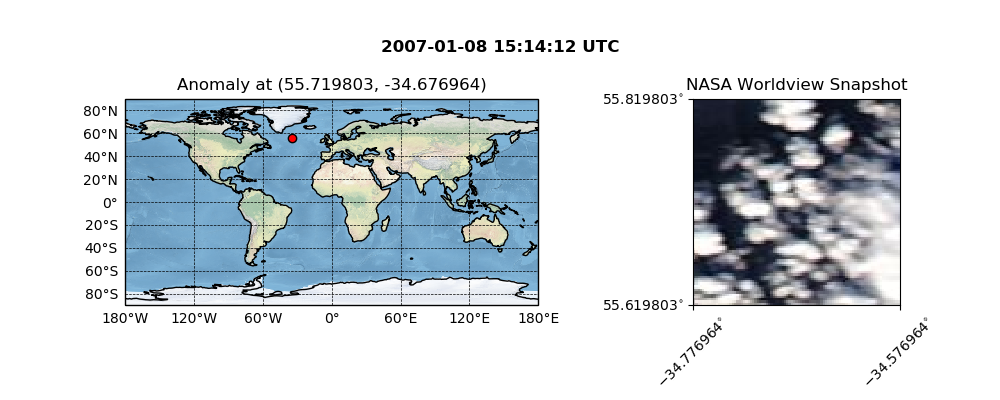 2007-01-08 15:14:12 UTC
Anomaly at (55.719803, -34.676964)
80°N
60°N
40°N
20°N
0°
20°S
40°S
60°S
80°S
180°W 120°W 60°W 0° 60°E 120°E 180°E
NASA Worldview Snapshot
55.819803°
55.619803°
−34.776964°
−34.576964°